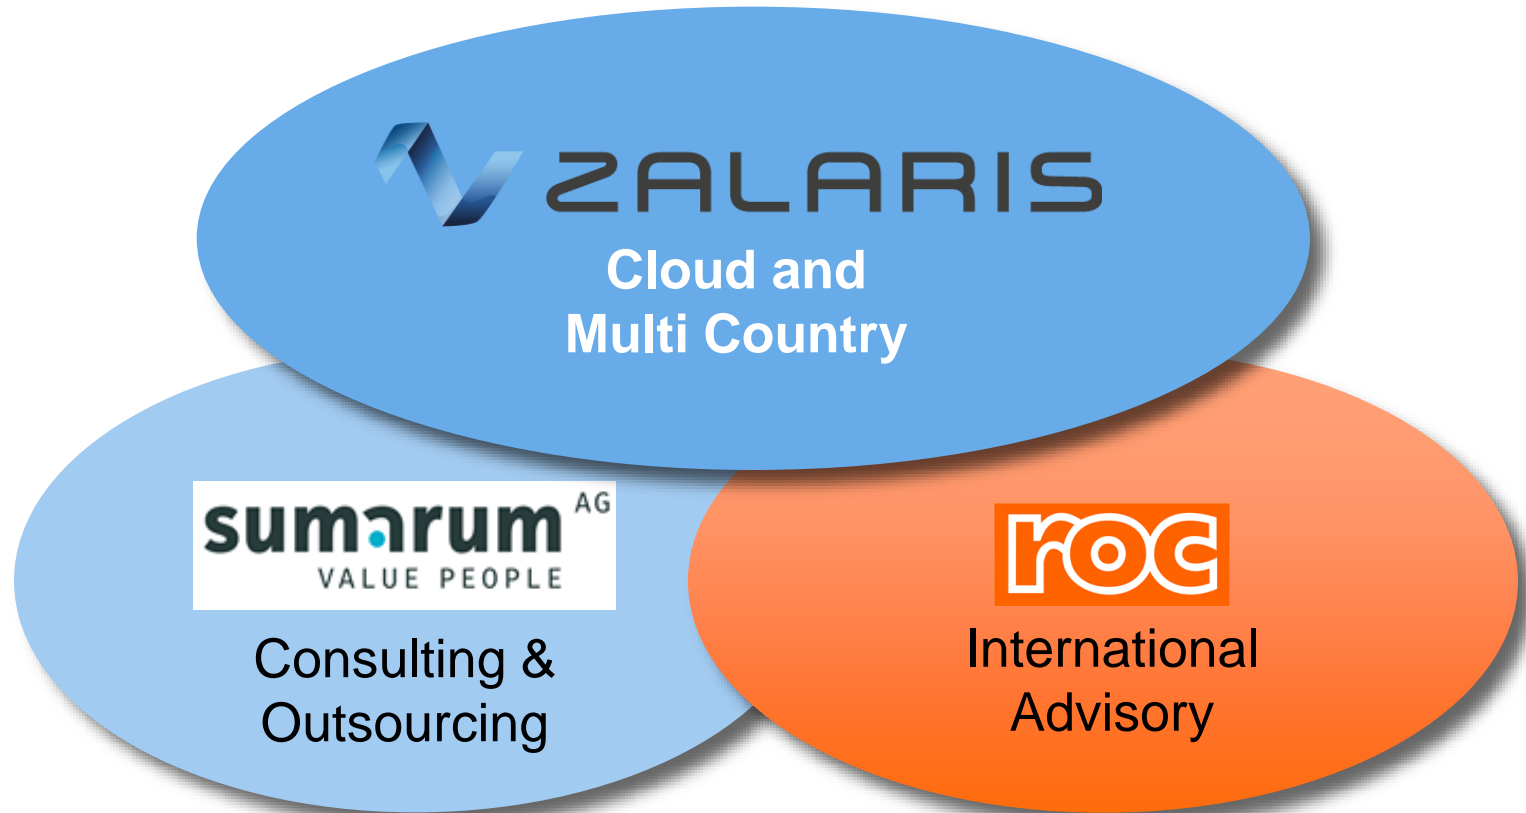 ZALARIS
Cloud and
Multi Country
sumarum AG
VALUE PEOPLE
Consulting &
Outsourcing
roc
International
Advisory